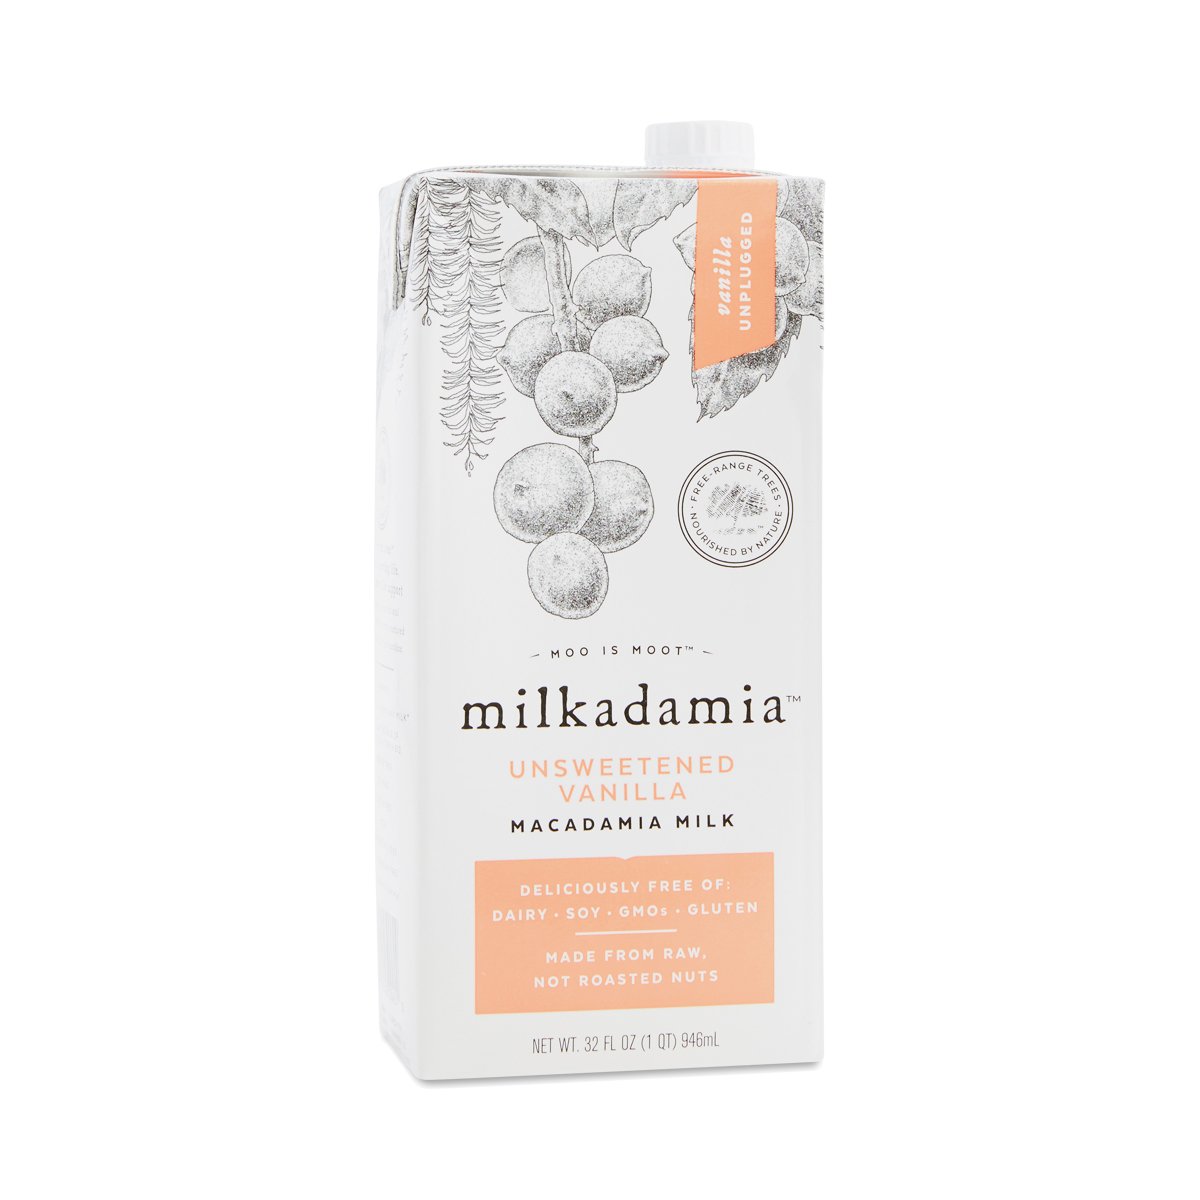 vanilla
UNPLUGGED
FREE-RANGE TREES
NOURISHED BY NATURE
MOO IS MOOT™
milkadamia™
UNSWEETENED
VANILLA
MACADAMIA MILK
DELICIOUSLY FREE OF:
DAIRY • SOY • GMOs • GLUTEN
MADE FROM RAW,
NOT ROASTED NUTS
NET WT. 32 FL OZ (1 QT) 946mL